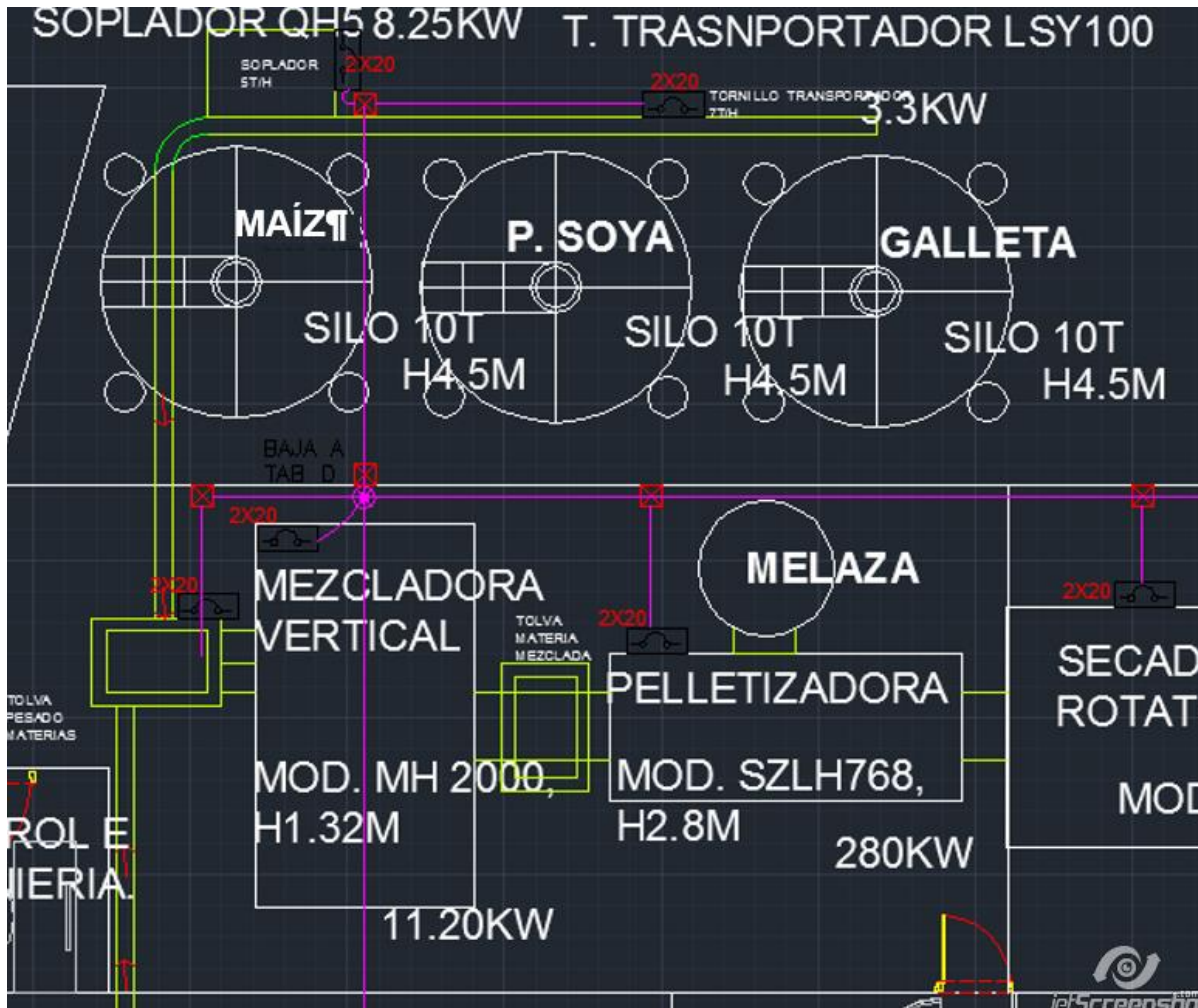 SOPLADOR QH5 8.25KW
T. TRASNPORTADOR LSY100
SOPLADOR
5T/H
2X20
2X20
TORNILLO TRANSPORTADOR
7T/H
3.3KW
MAÍZ¶
P. SOYA
GALLETA
SILO 10T
H4.5M
SILO 10T
H4.5M
SILO 10T
H4.5M
BAJA A
TAB D
2X20
2X20
MEZCLADORA
VERTICAL
MELAZA
2X20
2X20
TOLVA
MATERIA
MEZCLADA
PELLETIZADORA
SECAD
ROTAT
TOLVA
PESADO
MATERIAS
MOD. MH 2000,
H1.32M
MOD. SZLH768,
H2.8M
MOD
280KW
ROL E
NIERIA.
11.20KW
jetScreenshot
.com